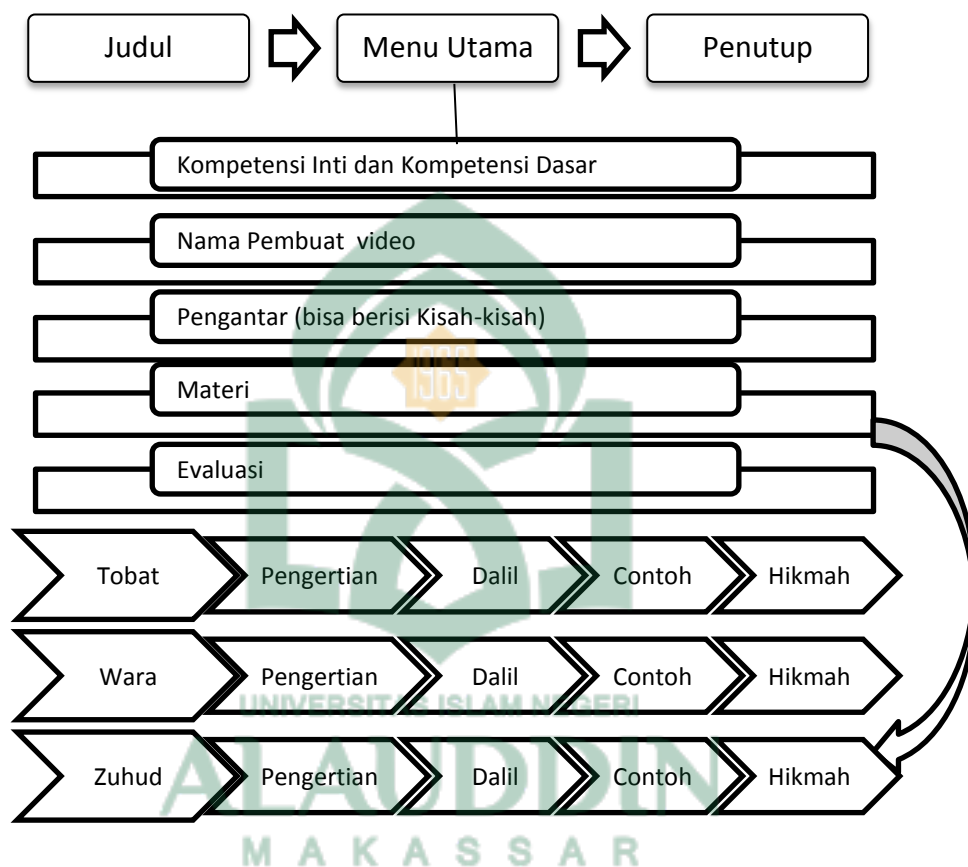 Judul Menu Utama Penutup
Kompetensi Inti dan Kompetensi Dasar
Nama Pembuat video
Pengantar (bisa berisi Kisah-kisah)
1965
Materi
Evaluasi
Tobat Pengertian Dalil Contoh Hikmah
Wara Pengertian Dalil Contoh Hikmah
UNIVERSITAS ISLAM NEGERI
Zuhud Pengertian Dalil Contoh Hikmah
ALAUDDIN
MAKASSAR